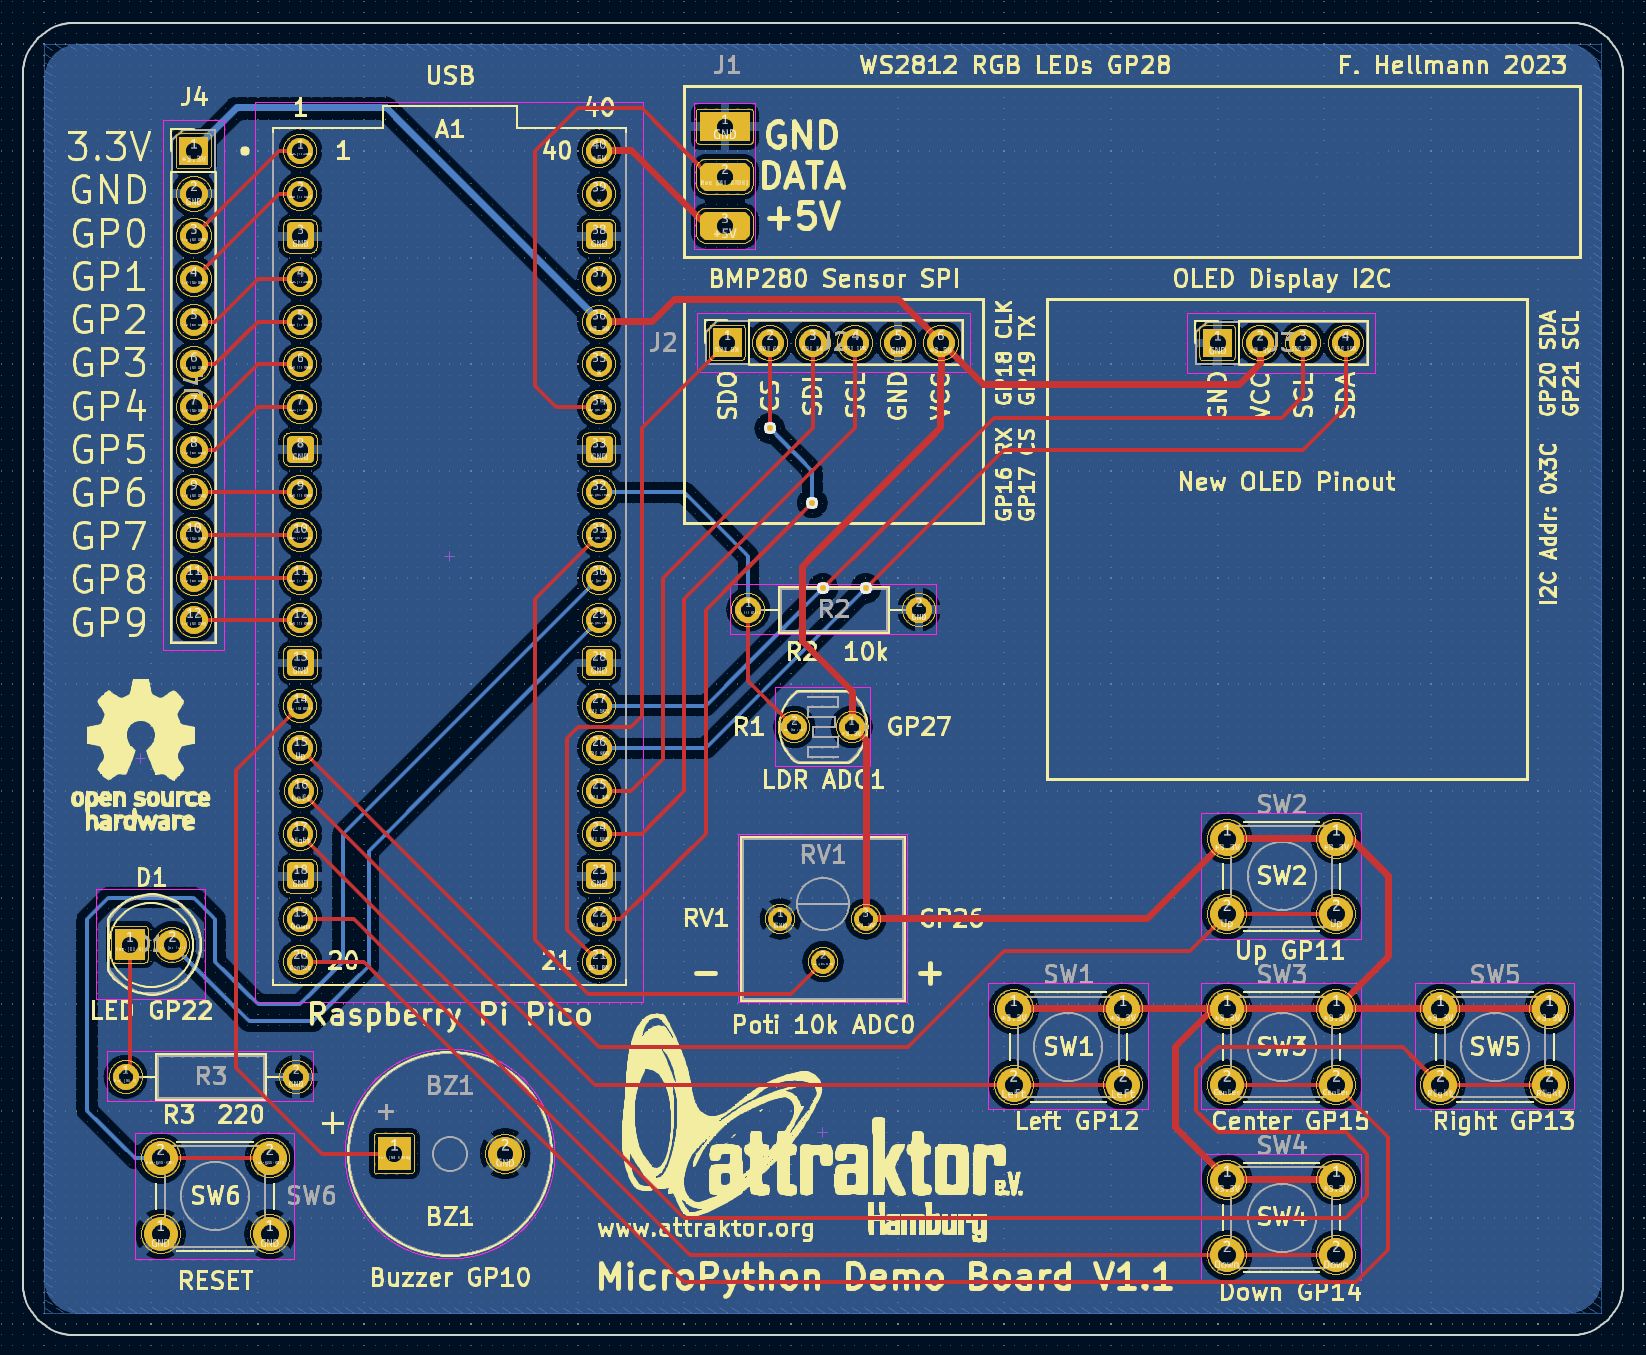 J1
WS2812 RGB LEDs GP28
F. Hellmann 2023
USB
J4
1
40
A1
3.3V
GND
GP0
GP1
GP2
GP3
GP4
GP5
GP6
GP7
GP8
GP9
J4
1
40
20
21
GND
DATA
+5V
BMP280 Sensor SPI
J2
J2
SDO
CS
SDI
SCL
GND
VCC
GP18 CLK
GP19 TX
GP16 RX
GP17 CS
OLED Display I2C
J3
GND
VCC
SCL
SDA
GP20 SDA
GP21 SCL
I2C Addr: 0x3C
New OLED Pinout
R2
R2 10k
R1
GP27
LDR ADC1
RV1
RV1
GP26
-
+
Poti 10k ADC0
open source
hardware
D1
LED GP22
Raspberry Pi Pico
R3
R3 220
SW6
SW6
RESET
BZ1
+
+
BZ1
Buzzer GP10
SW2
SW2
Up GP11
SW1
SW1
Left GP12
SW3
SW3
Center GP15
SW5
SW5
Right GP13
SW4
SW4
Down GP14
attraktor e.V.
Hamburg
www.attraktor.org
MicroPython Demo Board V1.1